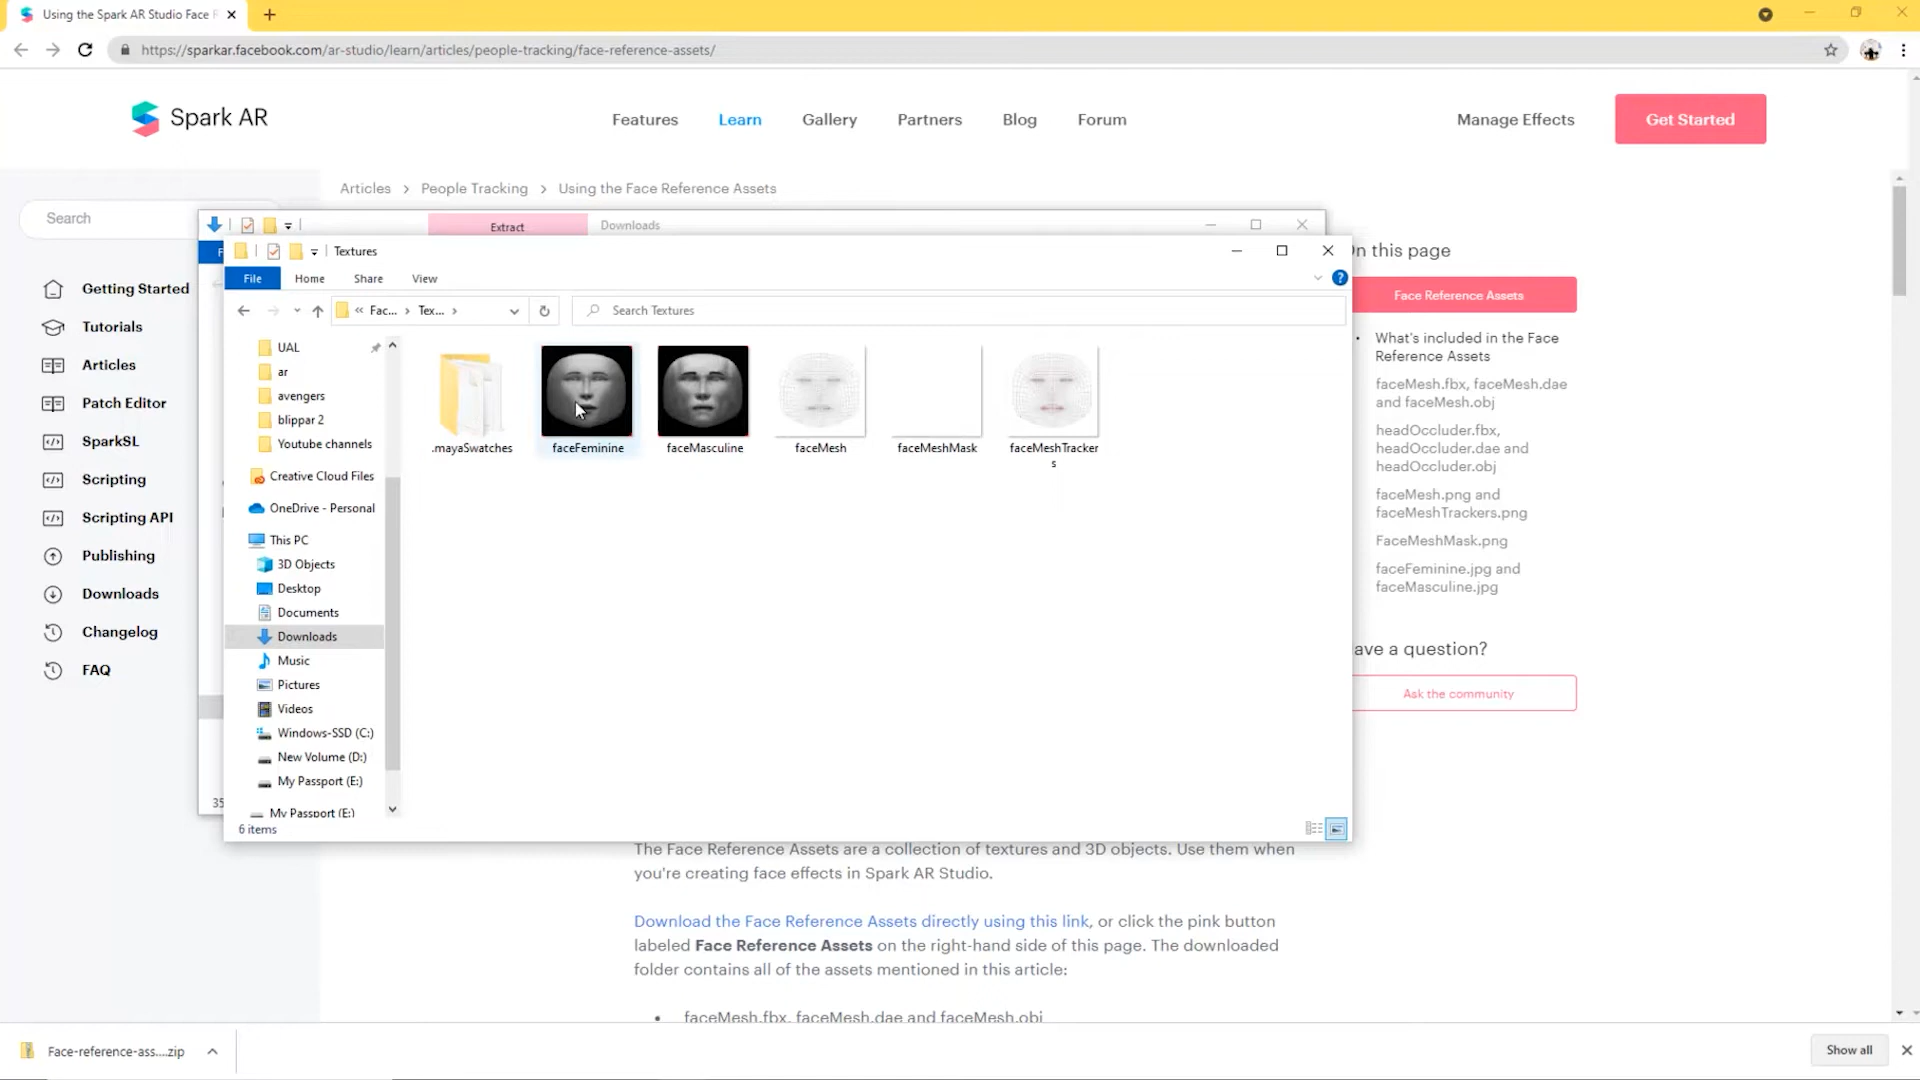 Using the Spark AR Studio Face R
https://sparkar.facebook.com/ar-studio/learn/articles/people-tracking/face-reference-assets/
Spark AR
Features
Learn
Gallery
Partners
Blog
Forum
Manage Effects
Get Started
Articles > People Tracking > Using the Face Reference Assets
Search
Getting Started
Tutorials
Articles
Patch Editor
SparkSL
Scripting
Scripting API
Publishing
Downloads
Changelog
FAQ
Extract
Downloads
Textures
File
Home
Share
View
Fac...
Tex...
Search Textures
UAL
ar
avengers
blippar 2
Youtube channels
Creative Cloud Files
OneDrive - Personal
This PC
3D Objects
Desktop
Documents
Downloads
Music
Pictures
Videos
Windows-SSD (C:)
New Volume (D:)
My Passport (E:)
My Passport (E:)
.mayaSwatches
faceFeminine
faceMasculine
faceMesh
faceMeshMask
faceMeshTracker
s
35
6 items
n this page
Face Reference Assets
What's included in the Face
Reference Assets
faceMesh.fbx, faceMesh.dae
and faceMesh.obj
headOccluder.fbx,
headOccluder.dae and
headOccluder.obj
faceMesh.png and
faceMeshTrackers.png
FaceMeshMask.png
faceFeminine.jpg and
faceMasculine.jpg
ave a question?
Ask the community
The Face Reference Assets are a collection of textures and 3D objects. Use them when
you're creating face effects in Spark AR Studio.
Download the Face Reference Assets directly using this link, or click the pink button
labeled Face Reference Assets on the right-hand side of this page. The downloaded
folder contains all of the assets mentioned in this article:
faceMesh.fbx, faceMesh.dae and faceMesh.obj
Face-reference-ass....zip
Show all